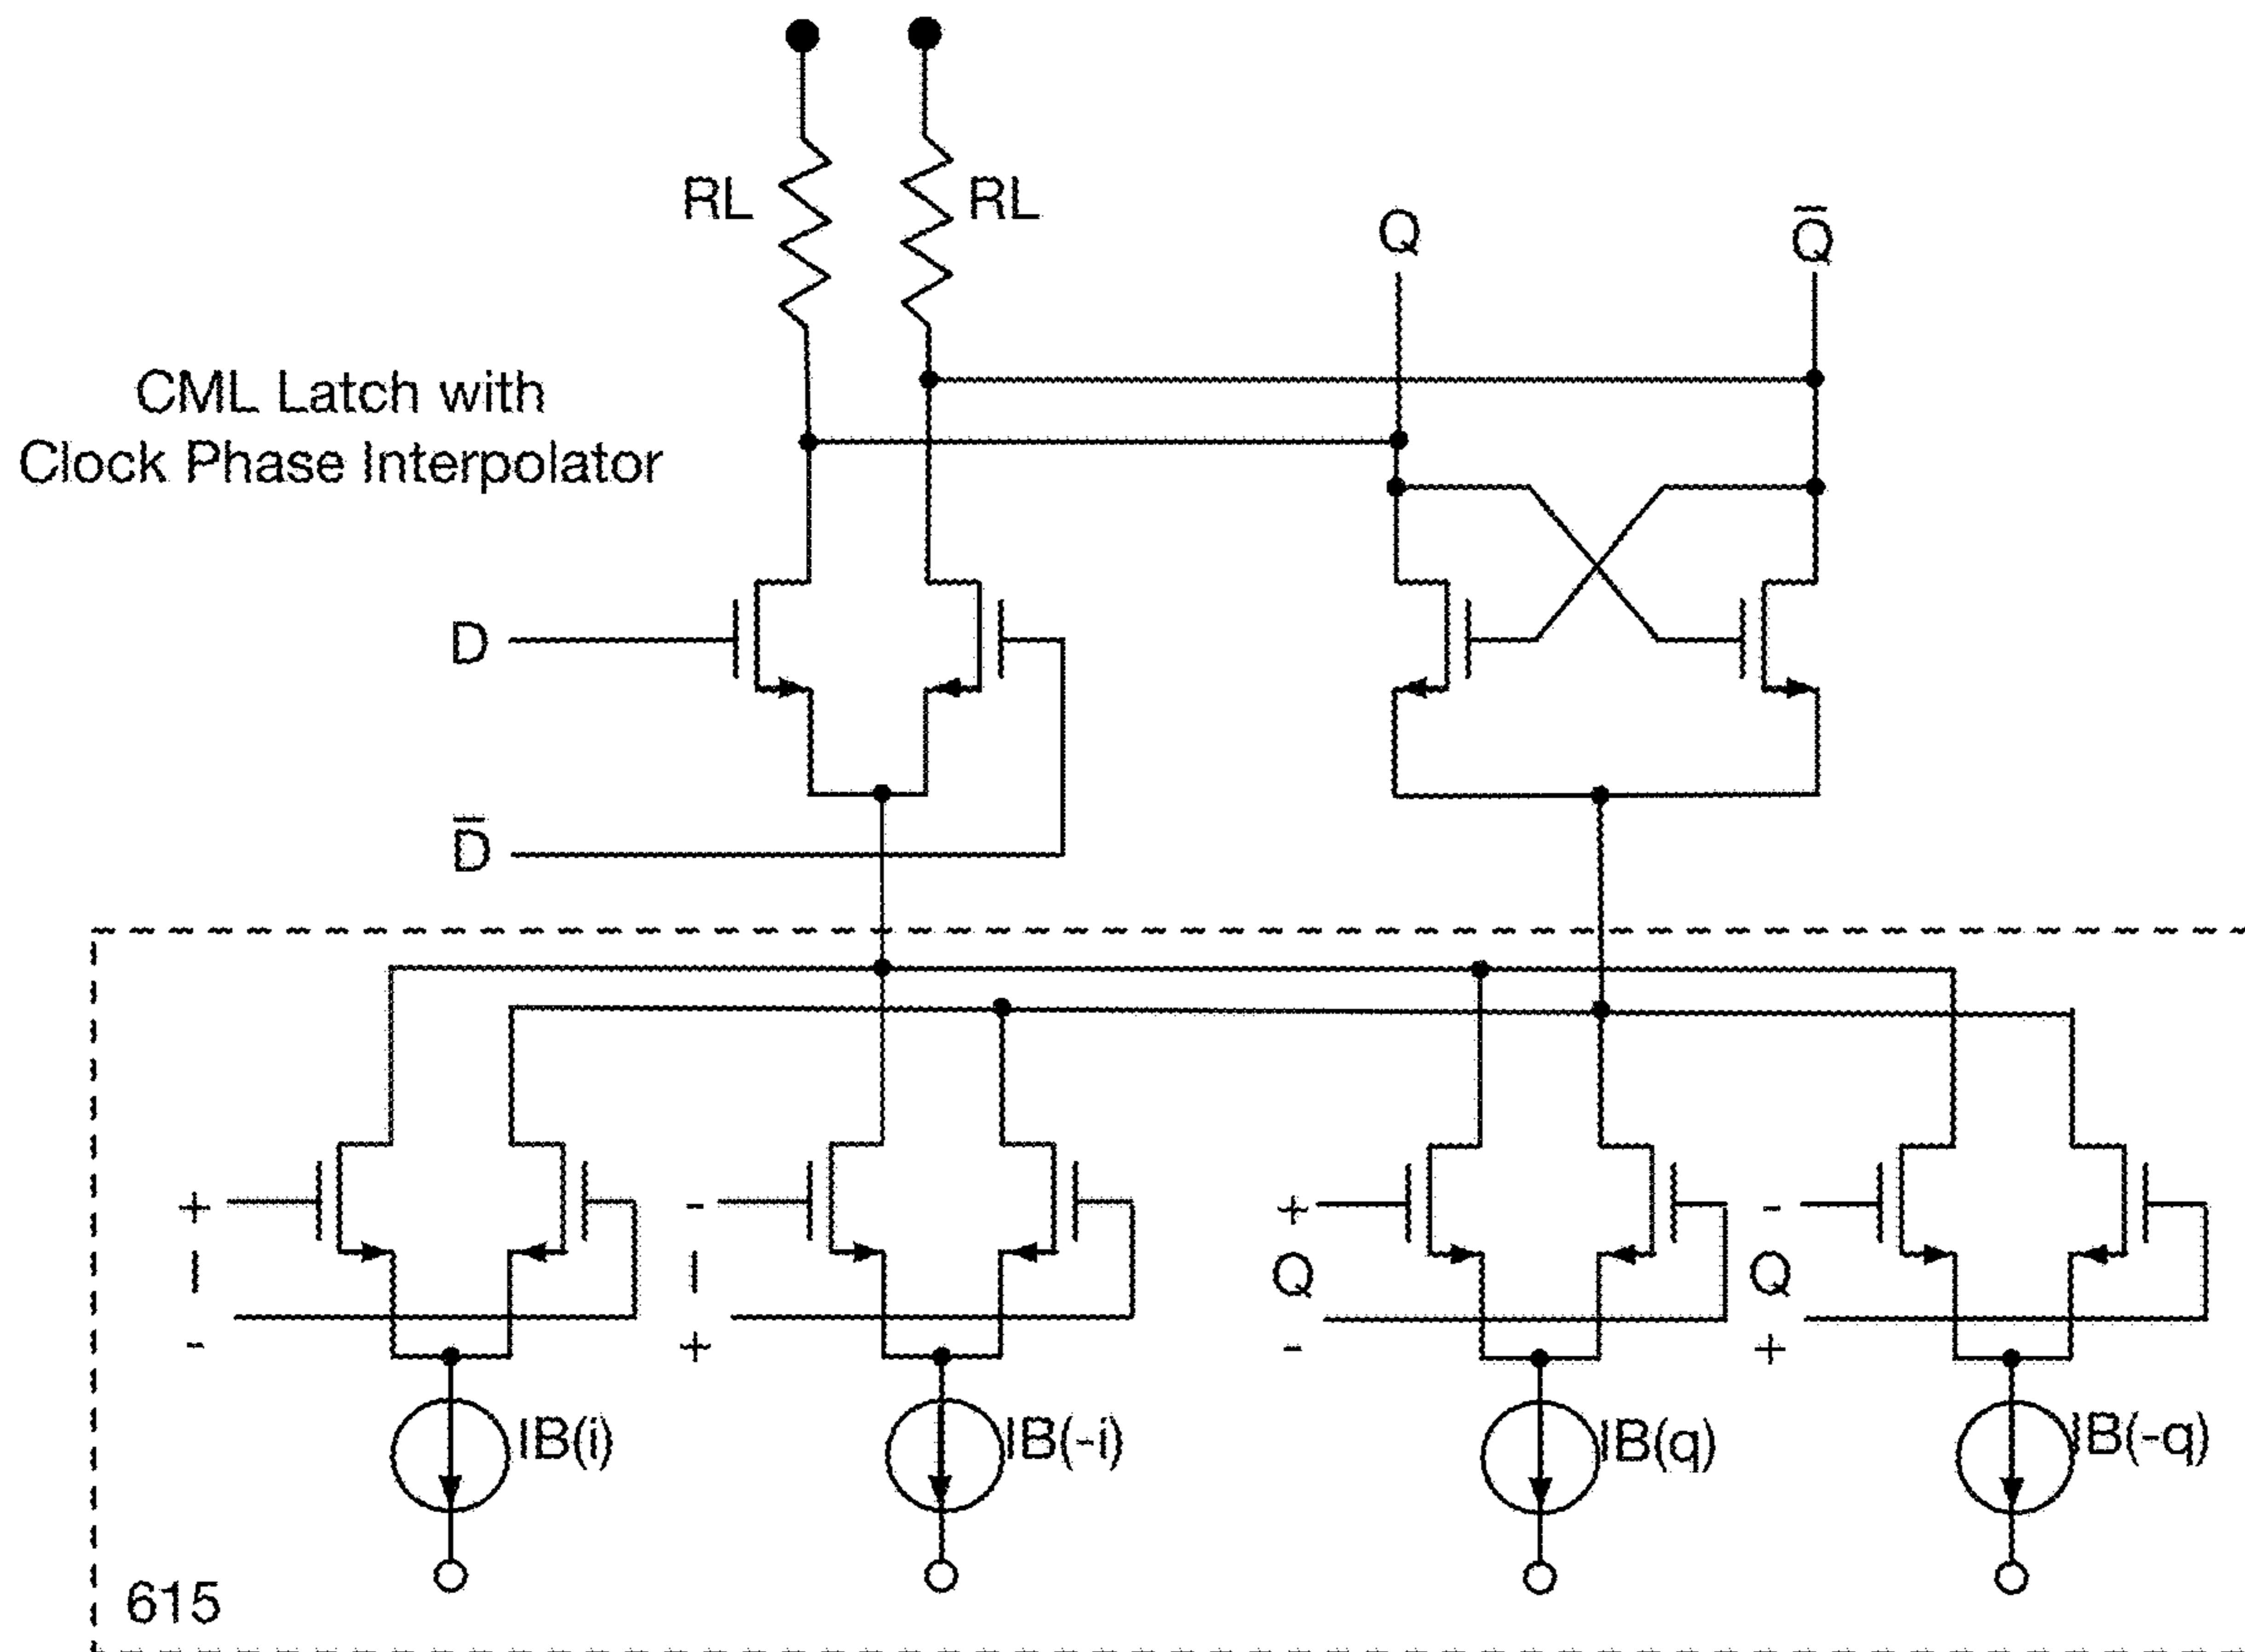 RL
RL
Q
Q̅
CML Latch with
Clock Phase Interpolator
D
D̅
+
I
-
-
I
+
+
Q
-
-
Q
+
IB(i)
IB(-i)
IB(q)
IB(-q)
615